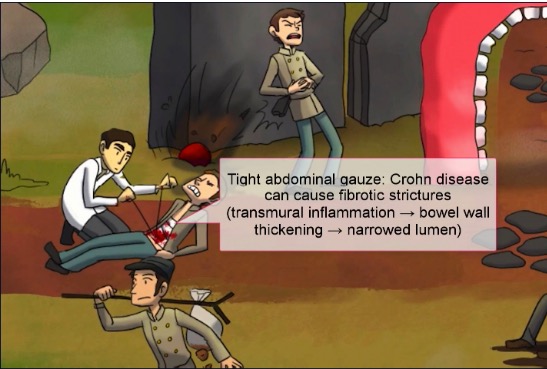 Tight abdominal gauze: Crohn disease
can cause fibrotic strictures
(transmural inflammation → bowel wall
thickening → narrowed lumen)